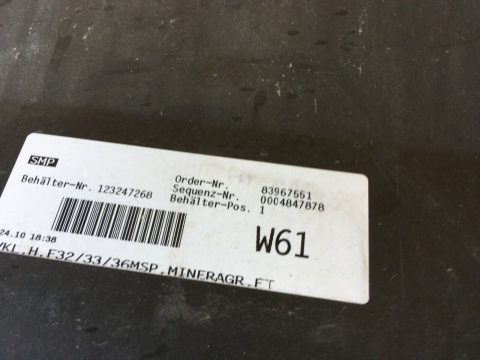 SMP
Order-Nr. 83967551
Behälter-Nr. 123247268 Sequenz-Nr. 0004847878
Behälter-Pos. 1
W61
24.10 18:38
VKL.H.F32/33/36MSP.MINERAGR.FT